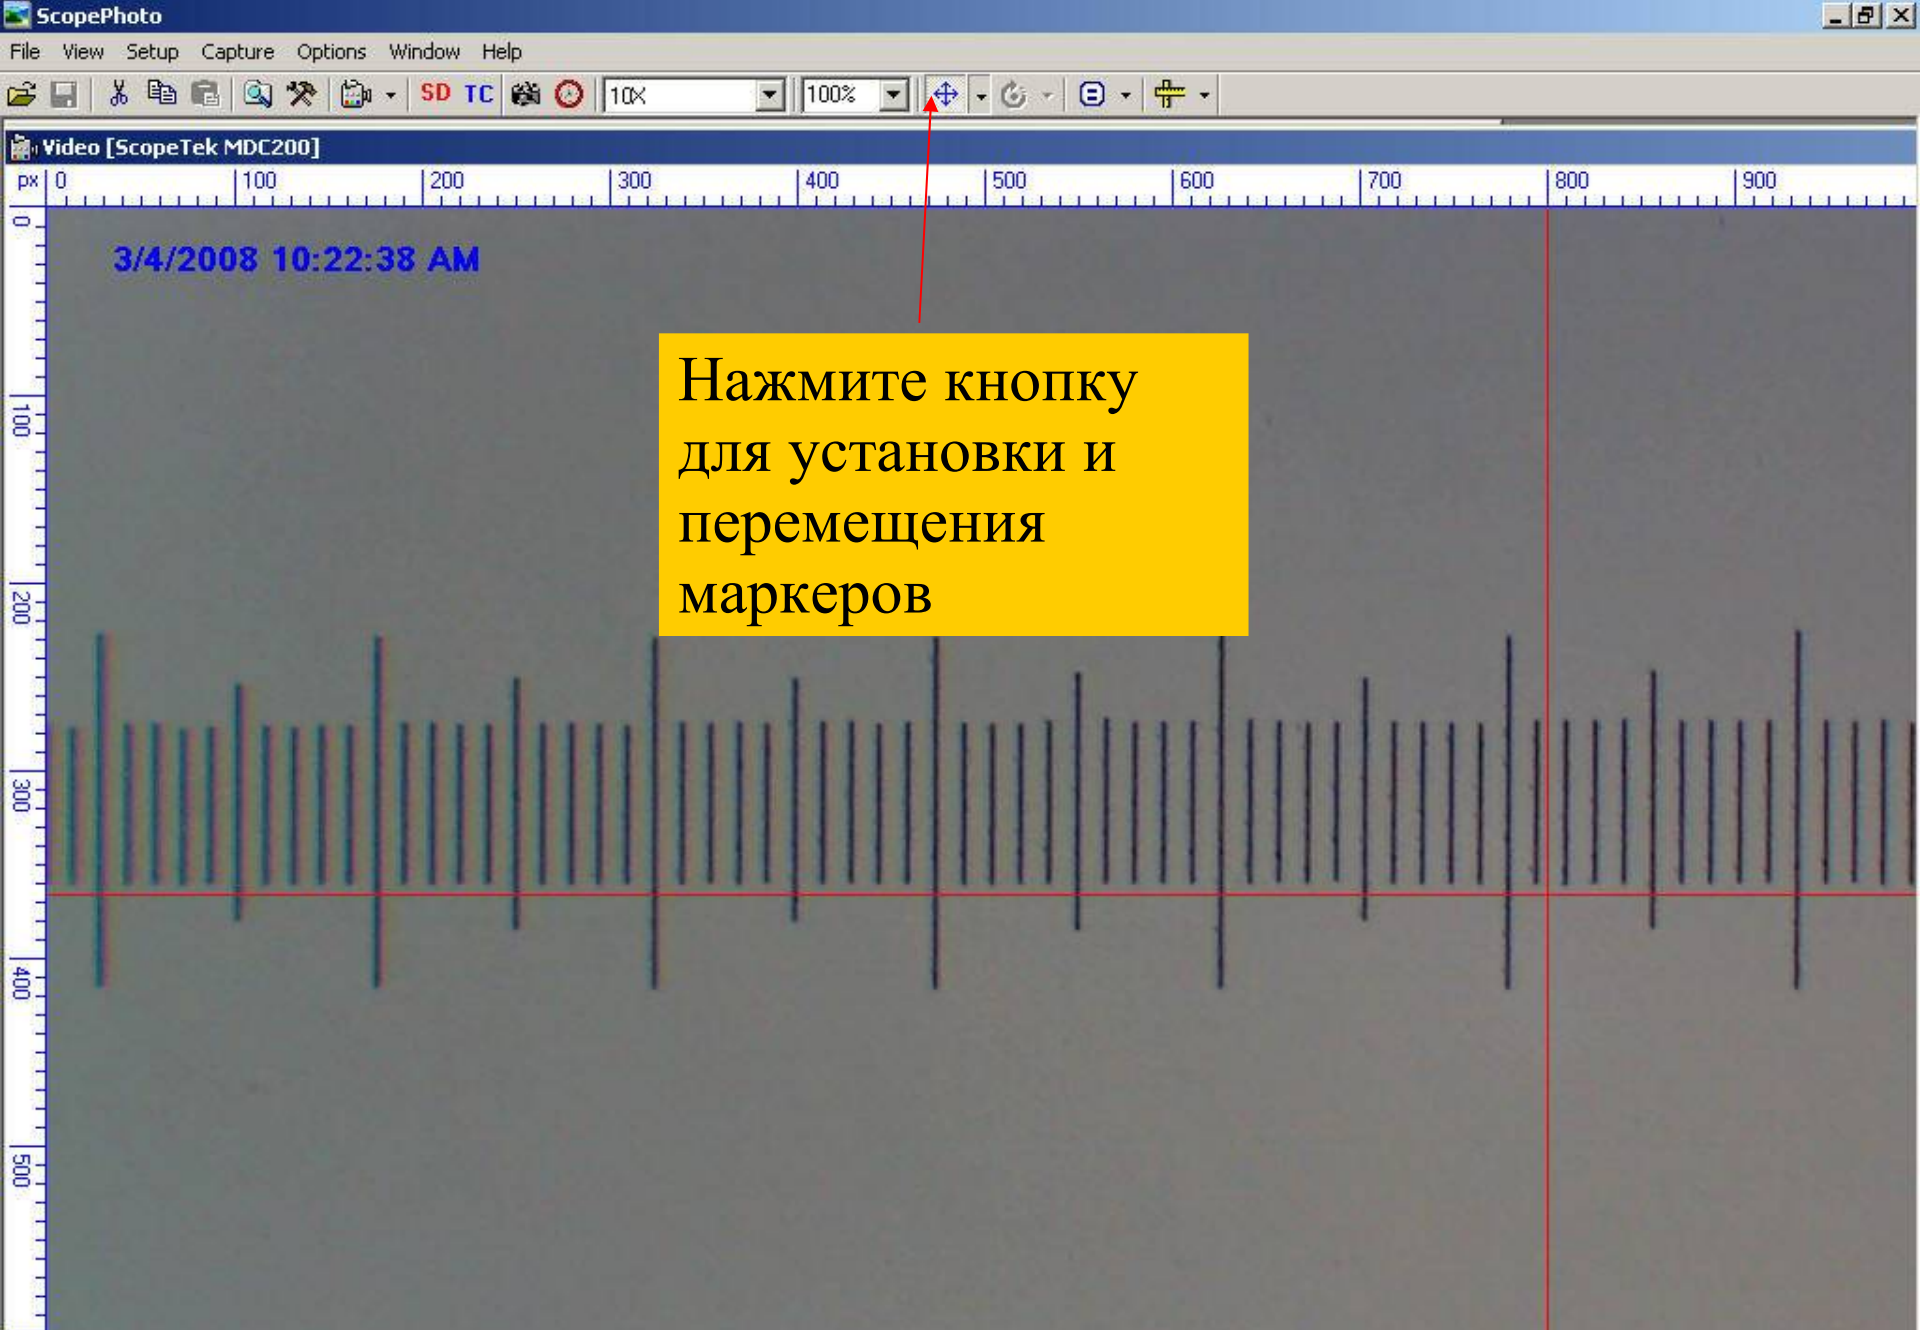 ScopePhoto
File View Setup Capture Options Window Help
SD TC 10X 100%
Video [ScopeTek MDC200]
px 0 100 200 300 400 500 600 700 800 900
0
3/4/2008 10:22:38 AM
Нажмите кнопку
для установки и
перемещения
маркеров
100
200
300
400
500